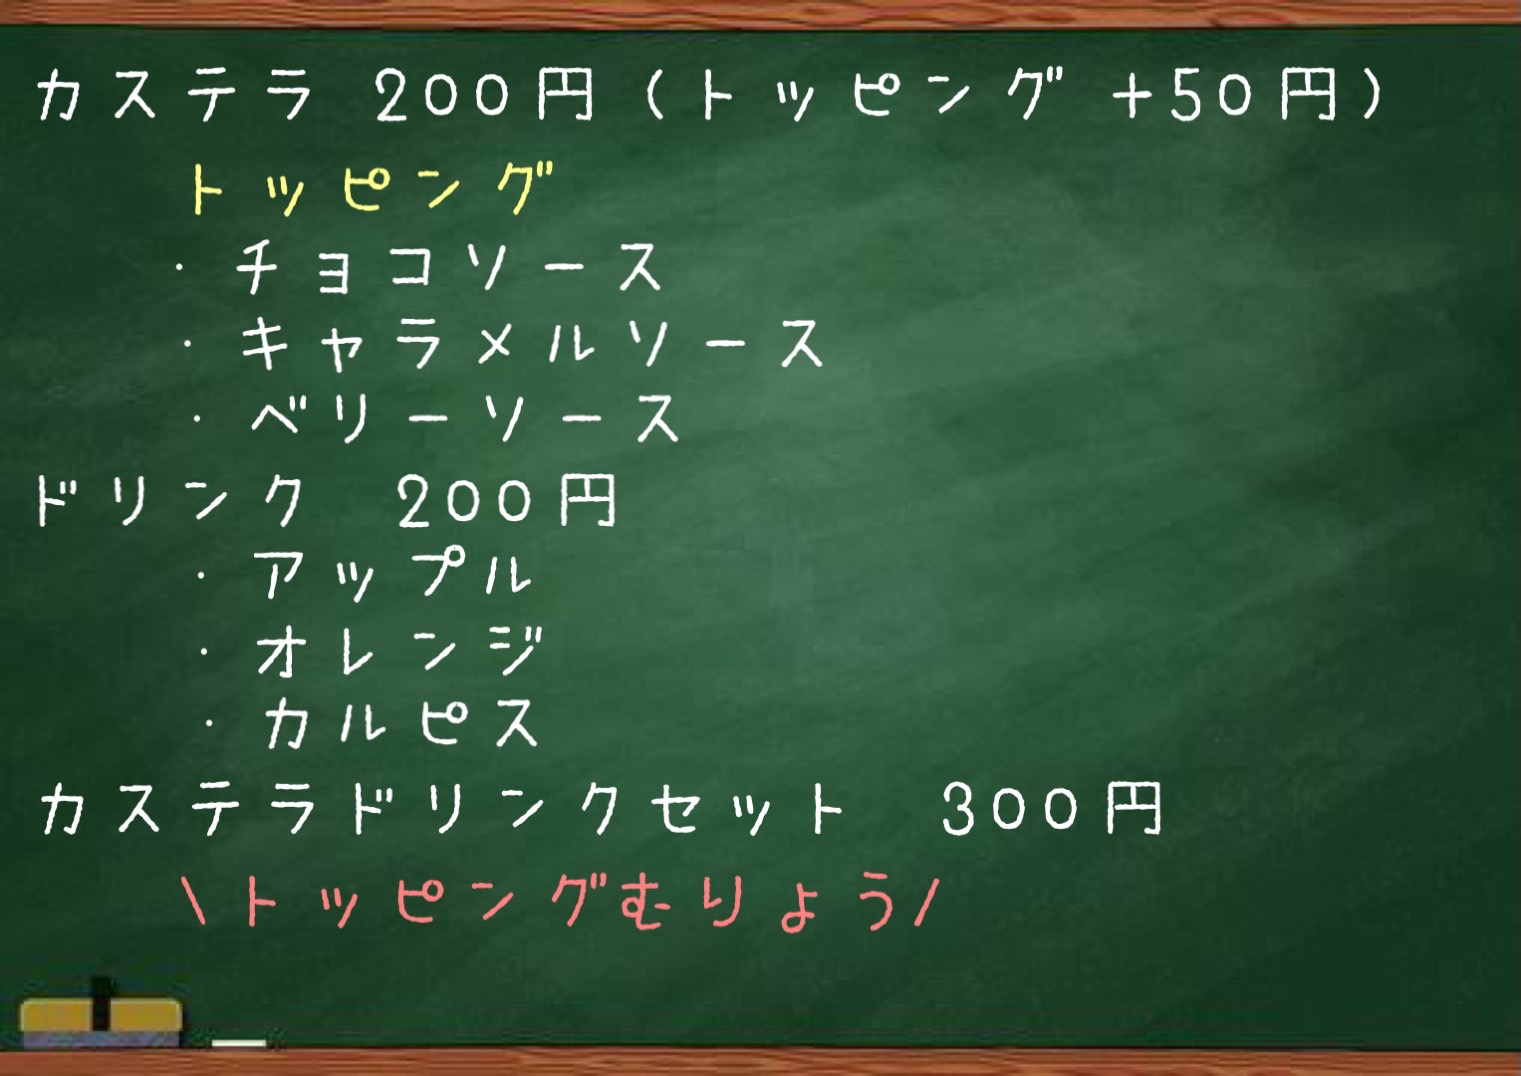 カステラ 200円(トッピング +50円)
トッピング
・チョコソース
・キャラメルソース
・ベリーソース
ドリンク 200円
・アップル
・オレンジ
・カルピス
カステラドリンクセット 300円
\トッピングむりょう/